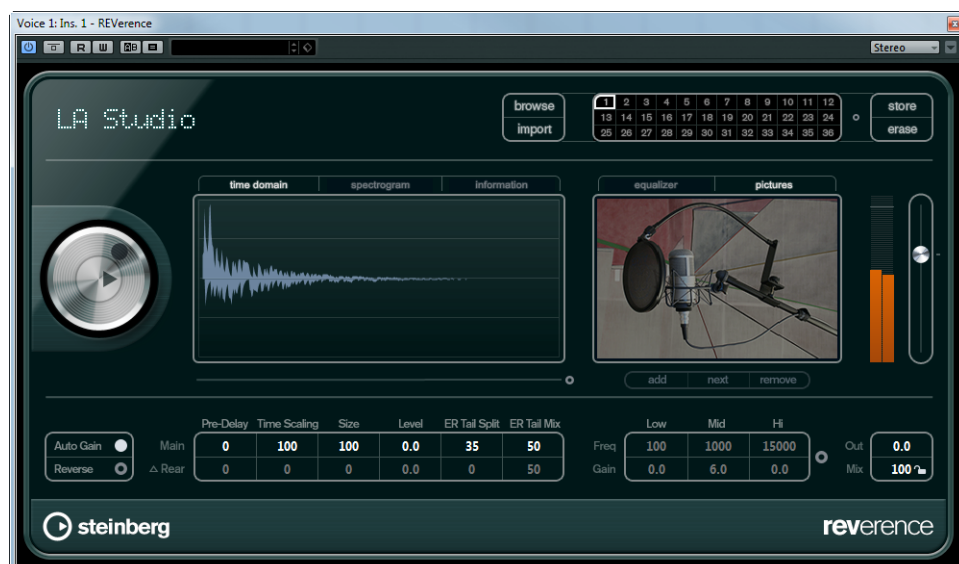 Voice 1: Ins. 1 - REVerence
R W AB Stereo
LA Studio
browse
import
1 2 3 4 5 6 7 8 9 10 11 12
13 14 15 16 17 18 19 20 21 22 23 24
25 26 27 28 29 30 31 32 33 34 35 36
store
erase
time domain spectrogram information
equalizer pictures
add next remove
Pre-Delay Time Scaling Size Level ER Tail Split ER Tail Mix
Low Mid Hi
Auto Gain Main 0 100 100 0.0 35 50
Freq 100 1000 15000 Out 0.0
Reverse △ Rear 0 0 0 0.0 0 50
Gain 0.0 6.0 0.0 Mix 100
steinberg
reverence